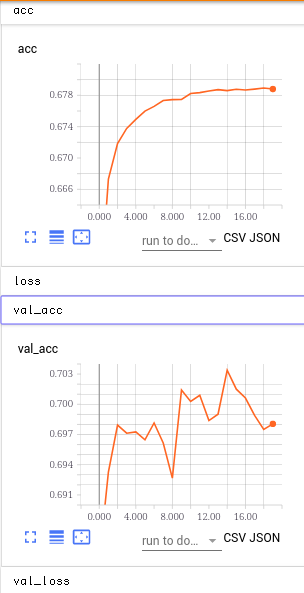 acc
acc
0.678
0.674
0.670
0.666
0.000 4.000 8.000 12.00 16.00
run to do... CSV JSON
loss
val_acc
val_acc
0.703
0.700
0.697
0.694
0.691
0.000 4.000 8.000 12.00 16.00
run to do... CSV JSON
val_loss